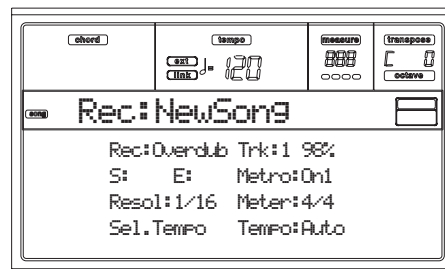 chord tempo measure transpose
ext link ♩= 120 888 C 0
octave
song Rec:NewSong
Rec:Overdub Trk:1 98%
S: E: Metro:On1
Resol:1/16 Meter:4/4
Sel.Tempo Tempo:Auto